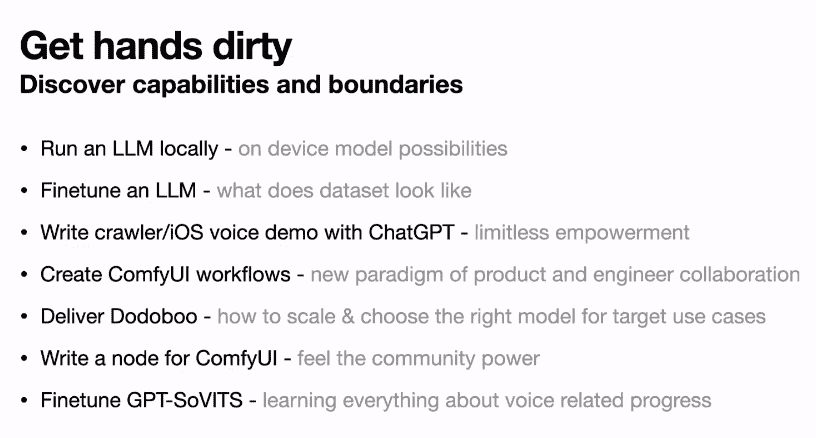 Get hands dirty
Discover capabilities and boundaries
• Run an LLM locally - on device model possibilities
• Finetune an LLM - what does dataset look like
• Write crawler/iOS voice demo with ChatGPT - limitless empowerment
• Create ComfyUI workflows - new paradigm of product and engineer collaboration
• Deliver Dodoboo - how to scale & choose the right model for target use cases
• Write a node for ComfyUI - feel the community power
• Finetune GPT-SoVITS - learning everything about voice related progress